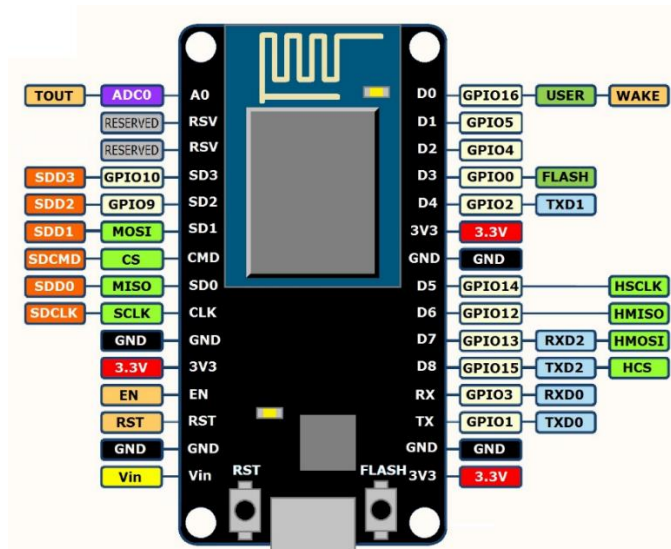 TOUT ADC0 A0 D0 GPIO16 USER WAKE
RESERVED RSV D1 GPIO5
RESERVED RSV D2 GPIO4
SDD3 GPIO10 SD3 D3 GPIO0 FLASH
SDD2 GPIO9 SD2 D4 GPIO2 TXD1
SDD1 MOSI SD1 3V3 3.3V
SDCMD CS CMD GND GND
SDD0 MISO SD0 D5 GPIO14 HSCLK
SDCLK SCLK CLK D6 GPIO12 HMISO
GND GND D7 GPIO13 RXD2 HMOSI
3.3V 3V3 D8 GPIO15 TXD2 HCS
EN EN RX GPIO3 RXD0
RST RST TX GPIO1 TXD0
GND GND GND GND
Vin Vin RST FLASH 3V3 3.3V